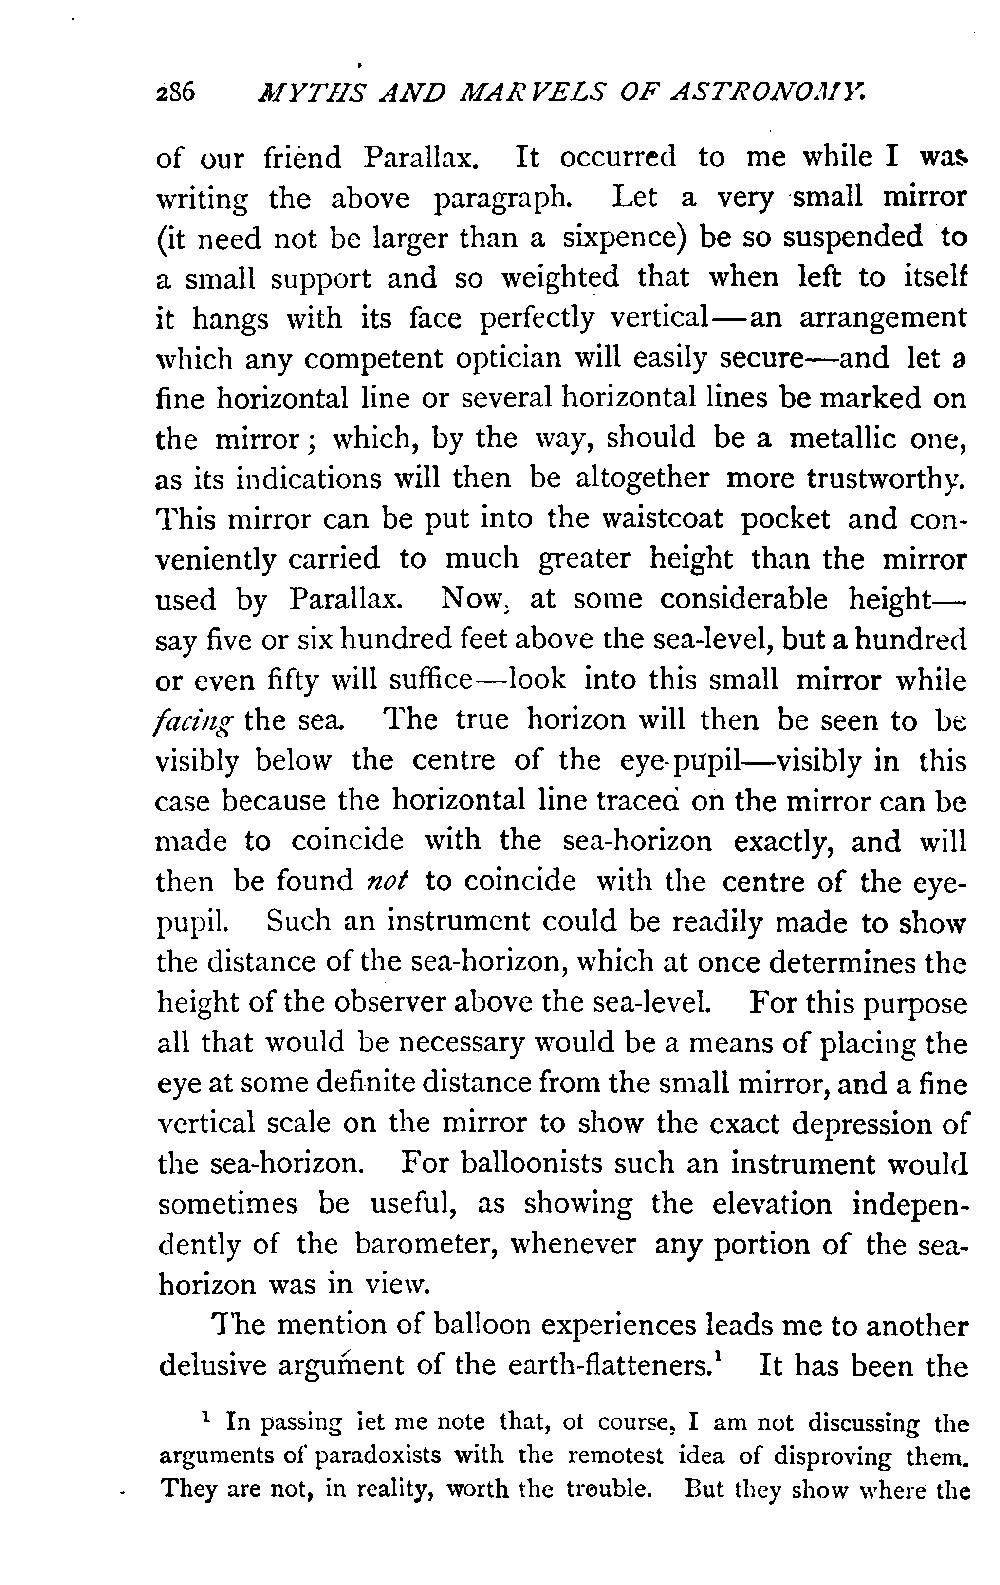 286 MYTHS AND MARVELS OF ASTRONOMY.
of our friend Parallax. It occurred to me while I was
writing the above paragraph. Let a very small mirror
(it need not be larger than a sixpence) be so suspended to
a small support and so weighted that when left to itself
it hangs with its face perfectly vertical—an arrangement
which any competent optician will easily secure—and let a
fine horizontal line or several horizontal lines be marked on
the mirror; which, by the way, should be a metallic one,
as its indications will then be altogether more trustworthy.
This mirror can be put into the waistcoat pocket and con-
veniently carried to much greater height than the mirror
used by Parallax. Now, at some considerable height—
say five or six hundred feet above the sea-level, but a hundred
or even fifty will suffice—look into this small mirror while
facing the sea. The true horizon will then be seen to be
visibly below the centre of the eye-pupil—visibly in this
case because the horizontal line traced on the mirror can be
made to coincide with the sea-horizon exactly, and will
then be found not to coincide with the centre of the eye-
pupil. Such an instrument could be readily made to show
the distance of the sea-horizon, which at once determines the
height of the observer above the sea-level. For this purpose
all that would be necessary would be a means of placing the
eye at some definite distance from the small mirror, and a fine
vertical scale on the mirror to show the exact depression of
the sea-horizon. For balloonists such an instrument would
sometimes be useful, as showing the elevation indepen-
dently of the barometer, whenever any portion of the sea-
horizon was in view.
The mention of balloon experiences leads me to another
delusive argument of the earth-flatteners.¹ It has been the
¹ In passing let me note that, of course, I am not discussing the
arguments of paradoxists with the remotest idea of disproving them.
They are not, in reality, worth the trouble. But they show where the